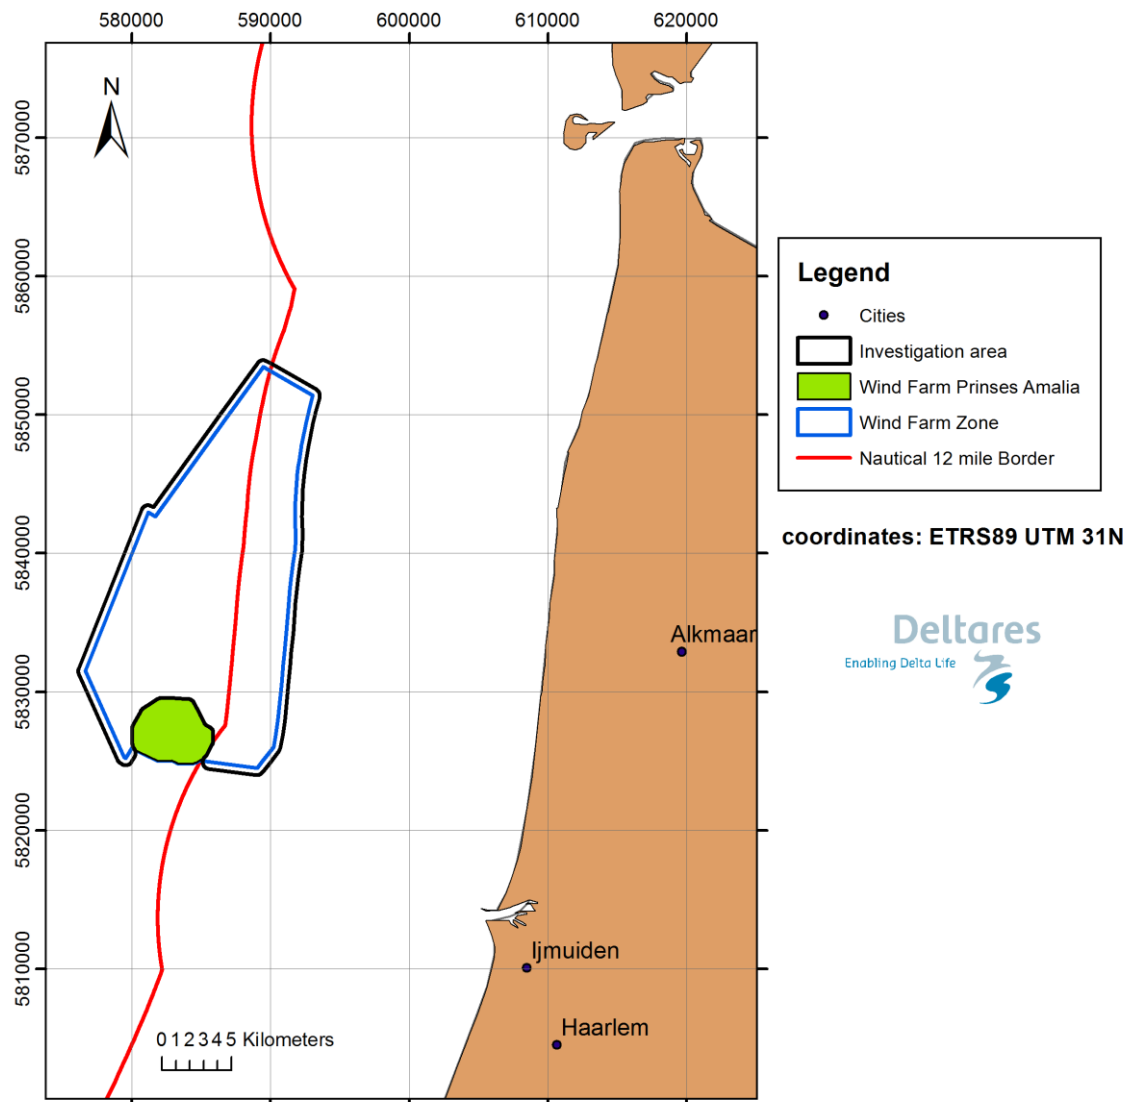 580000 590000 600000 610000 620000
N
5870000
5860000
5850000
5840000
5830000
5820000
5810000
Legend
Cities
Investigation area
Wind Farm Prinses Amalia
Wind Farm Zone
Nautical 12 mile Border
coordinates: ETRS89 UTM 31N
Deltares
Enabling Delta Life
Alkmaar
Ijmuiden
Haarlem
0 1 2 3 4 5 Kilometers